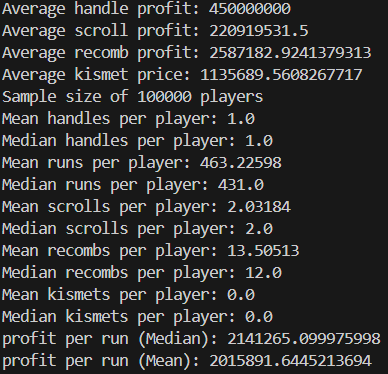 Average handle profit: 450000000
Average scroll profit: 220919531.5
Average recomb profit: 2587182.9241379313
Average kismet price: 1135689.5608267717
Sample size of 100000 players
Mean handles per player: 1.0
Median handles per player: 1.0
Mean runs per player: 463.22598
Median runs per player: 431.0
Mean scrolls per player: 2.03184
Median scrolls per player: 2.0
Mean recombs per player: 13.50513
Median recombs per player: 12.0
Mean kismets per player: 0.0
Median kismets per player: 0.0
profit per run (Median): 2141265.099975998
profit per run (Mean): 2015891.6445213694